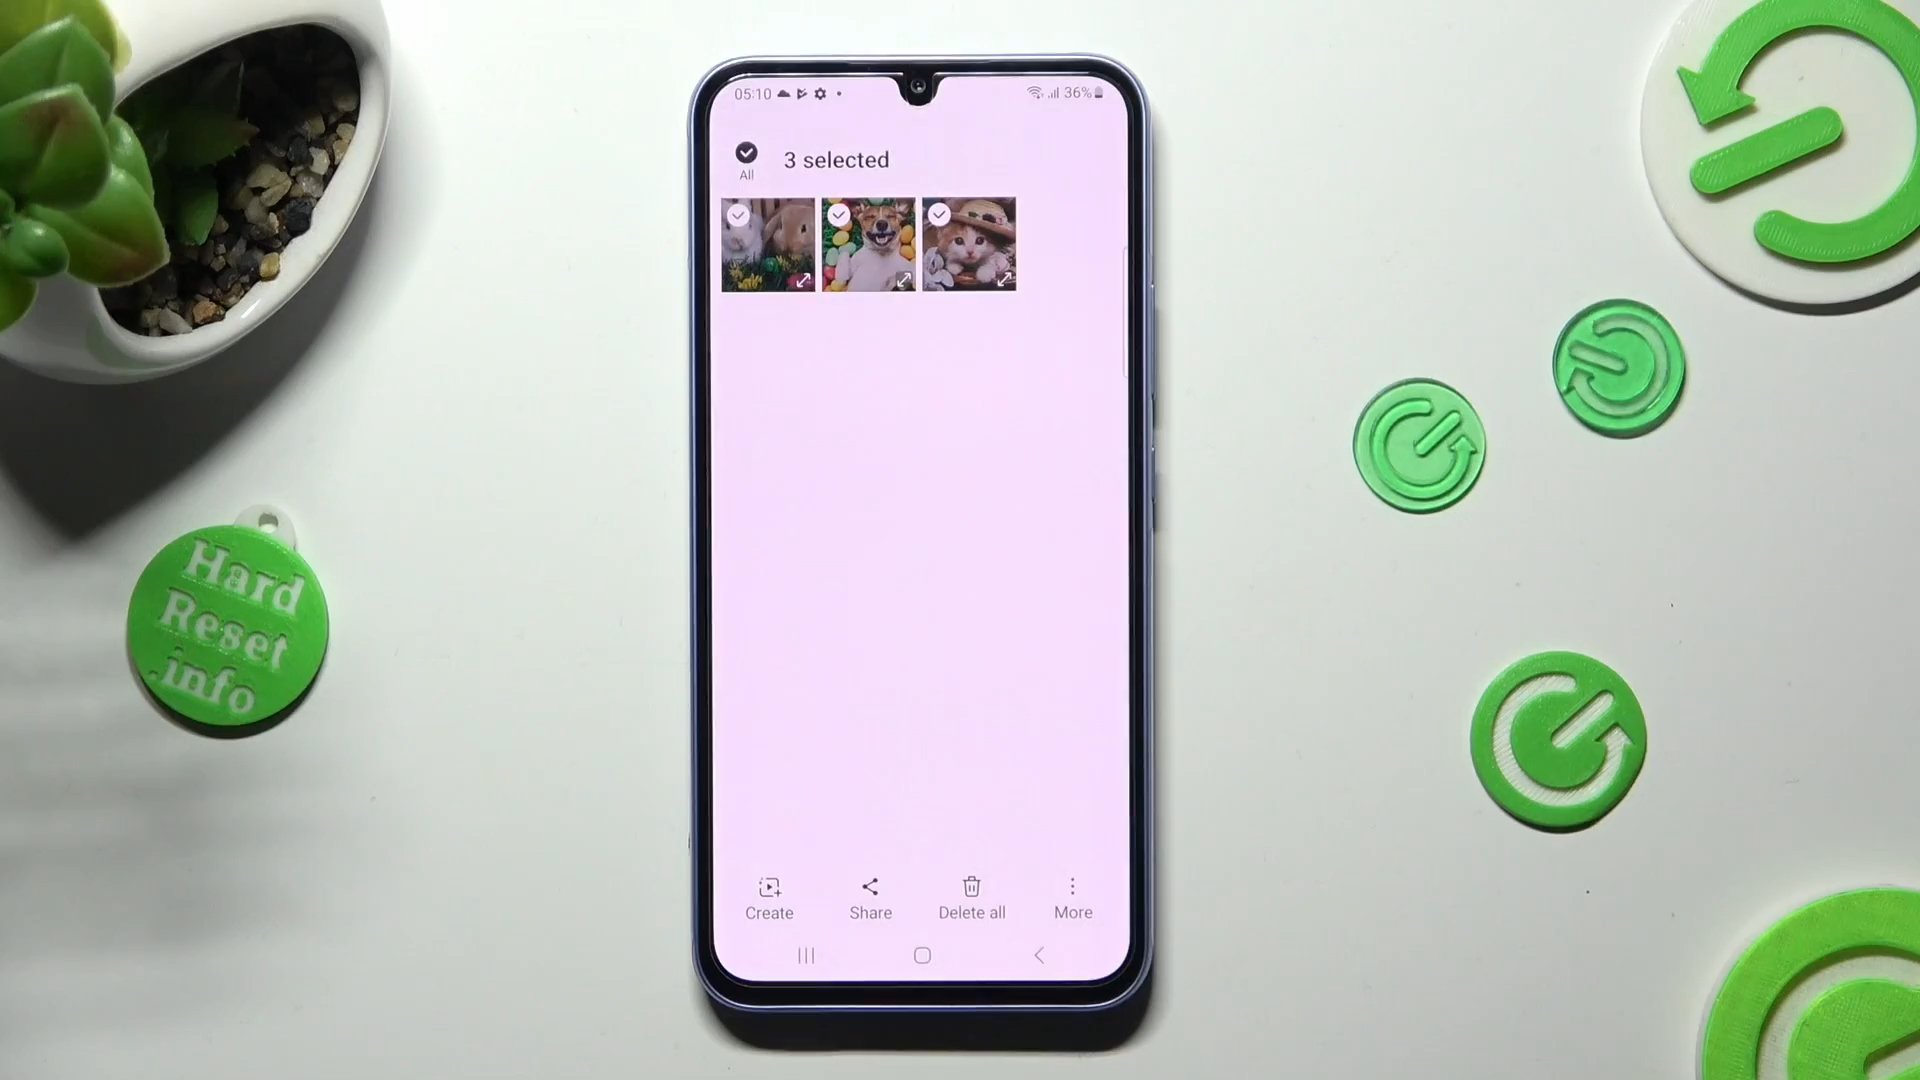 05:10
36%
All
3 selected
Create
Share
Delete all
More
Hard
Reset
.info